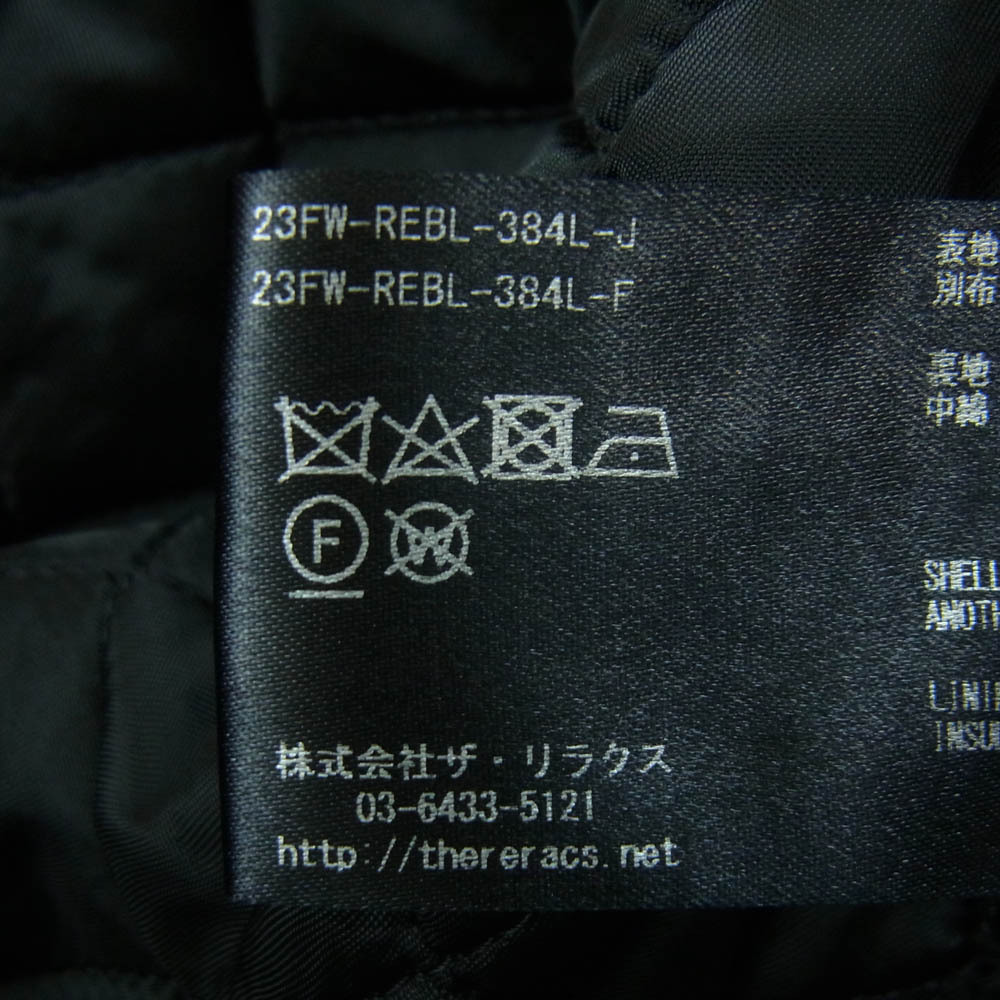 23FW-REBL-384L-J
23FW-REBL-384L-F
F
W
株式会社ザ・リラクス
03-6433-5121
http://thereracs.net
表地
別布
裏地
中綿
SHELL
ANOTH
LININ
INSU